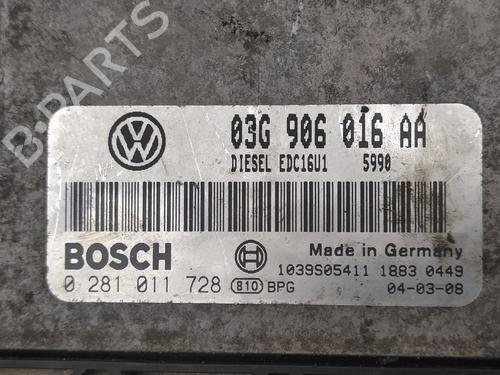 B-PARTS
03G 906 016 AA
DIESEL EDC16U1 5990
BOSCH
Made in Germany
1039S05411 1883 0449
0 281 011 728 810 BPG
04-03-08